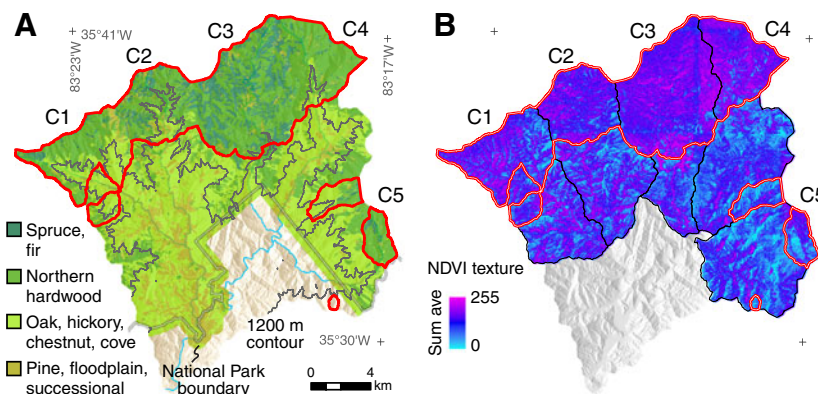 A
35°41'W
83°23'W
C1
C2
C3
C4
83°17'W
C5
Spruce,
fir
Northern
hardwood
Oak, hickory,
chestnut, cove
Pine, floodplain,
successional
1200 m
contour
35°30'W
National Park
boundary
0
4
km
B
C1
C2
C3
C4
C5
NDVI texture
Sum ave
255
0